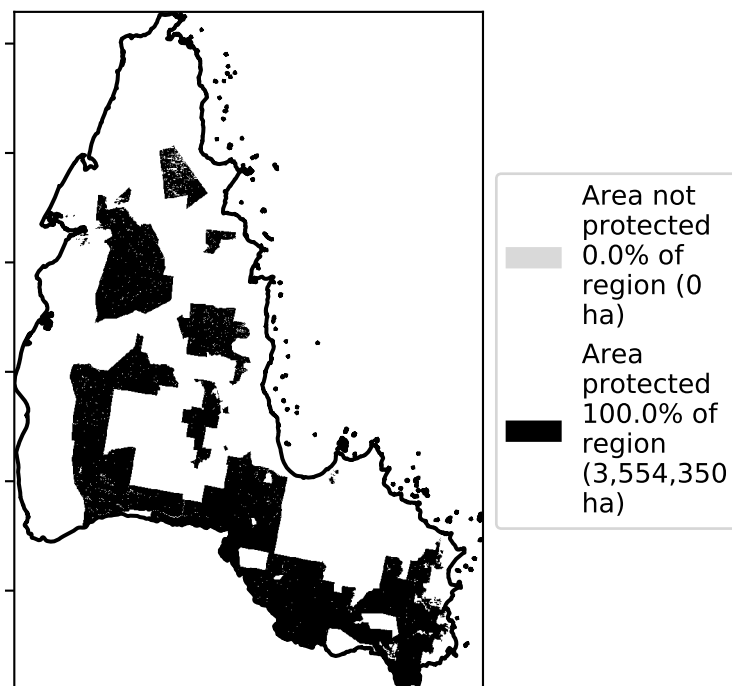 Area not
protected
0.0% of
region (0
ha)
Area
protected
100.0% of
region
(3,554,350
ha)